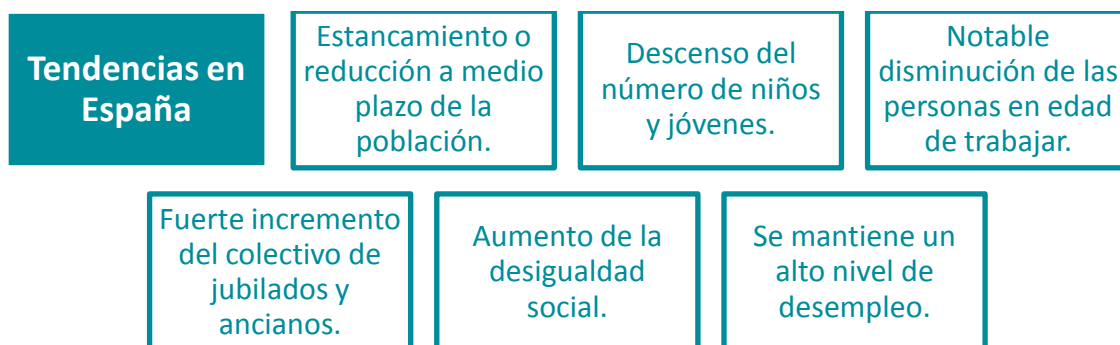 Tendencias en
España
Estancamiento o
reducción a medio
plazo de la
población.
Descenso del
número de niños
y jóvenes.
Notable
disminución de las
personas en edad
de trabajar.
Fuerte incremento
del colectivo de
jubilados y
ancianos.
Aumento de la
desigualdad
social.
Se mantiene un
alto nivel de
desempleo.